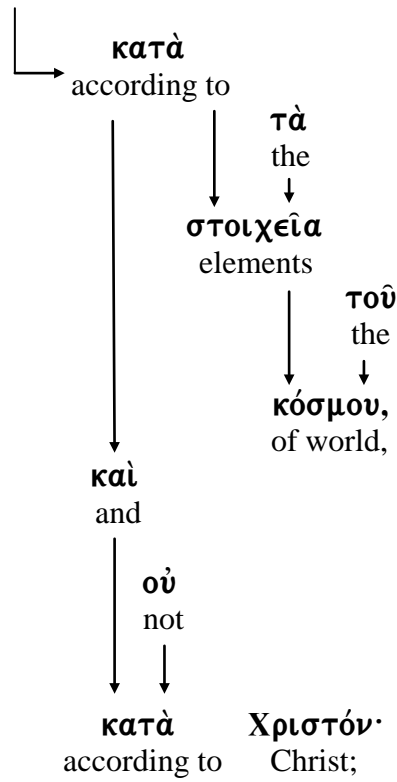 κατὰ
according to
τὰ
the
στοιχεῖα
elements
τοῦ
the
κόσμου,
of world,
καὶ
and
οὐ
not
κατὰ Χριστόν·
according to Christ;